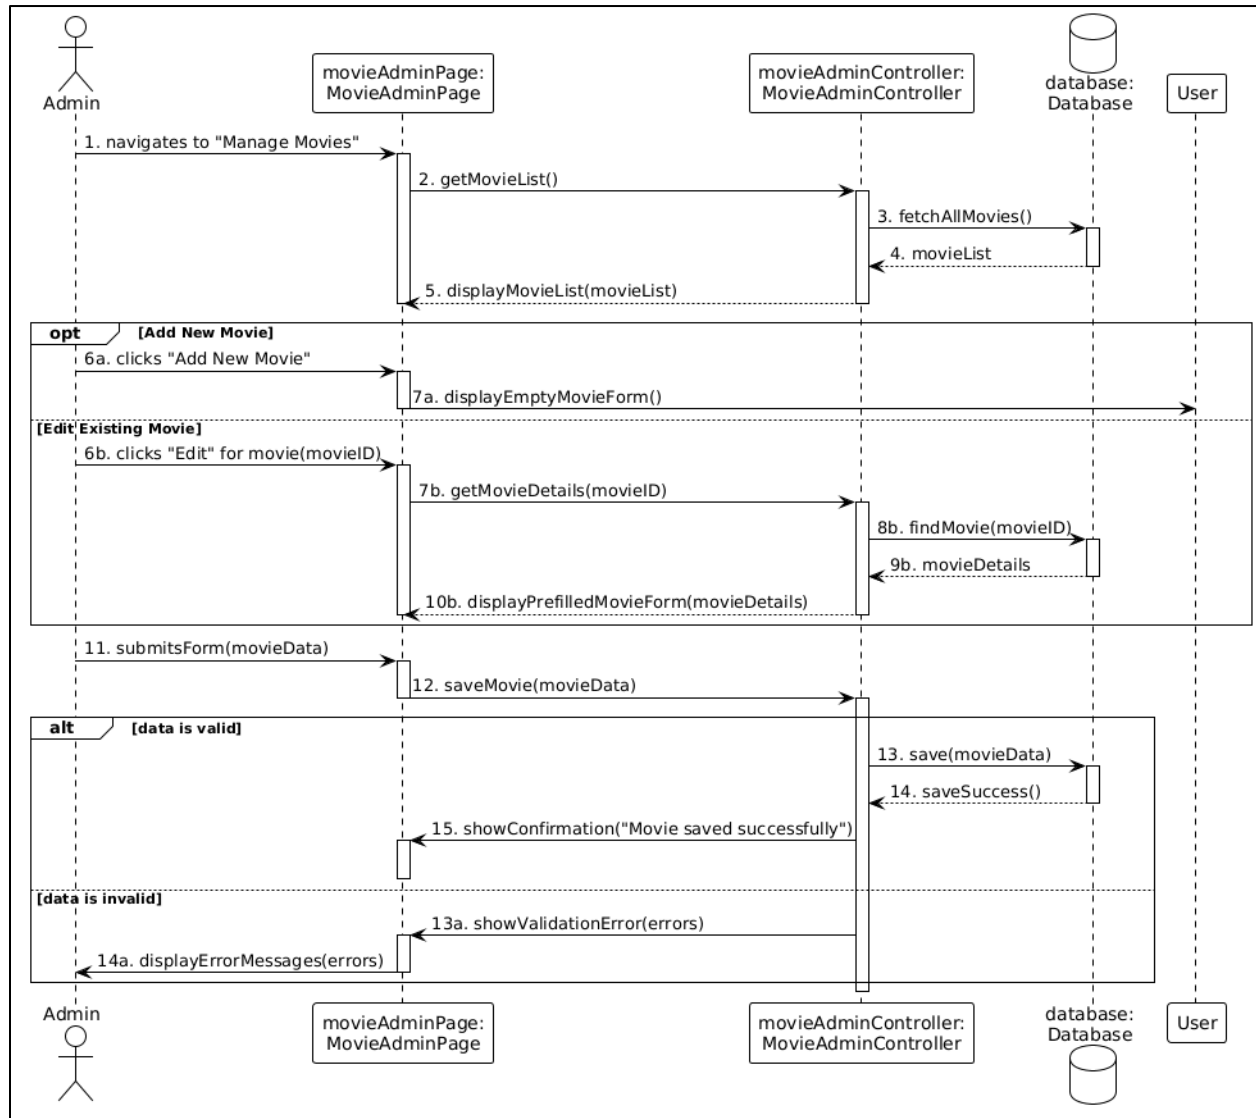 Admin
movieAdminPage:
MovieAdminPage
movieAdminController:
MovieAdminController
database:
Database
User
1. navigates to "Manage Movies"
2. getMovieList()
3. fetchAllMovies()
4. movieList
5. displayMovieList(movieList)
opt [Add New Movie]
6a. clicks "Add New Movie"
7a. displayEmptyMovieForm()
[Edit Existing Movie]
6b. clicks "Edit" for movie(movieID)
7b. getMovieDetails(movieID)
8b. findMovie(movieID)
9b. movieDetails
10b. displayPrefilledMovieForm(movieDetails)
11. submitsForm(movieData)
12. saveMovie(movieData)
alt [data is valid]
13. save(movieData)
14. saveSuccess()
15. showConfirmation("Movie saved successfully")
[data is invalid]
13a. showValidationError(errors)
14a. displayErrorMessages(errors)
Admin
movieAdminPage:
MovieAdminPage
movieAdminController:
MovieAdminController
database:
Database
User